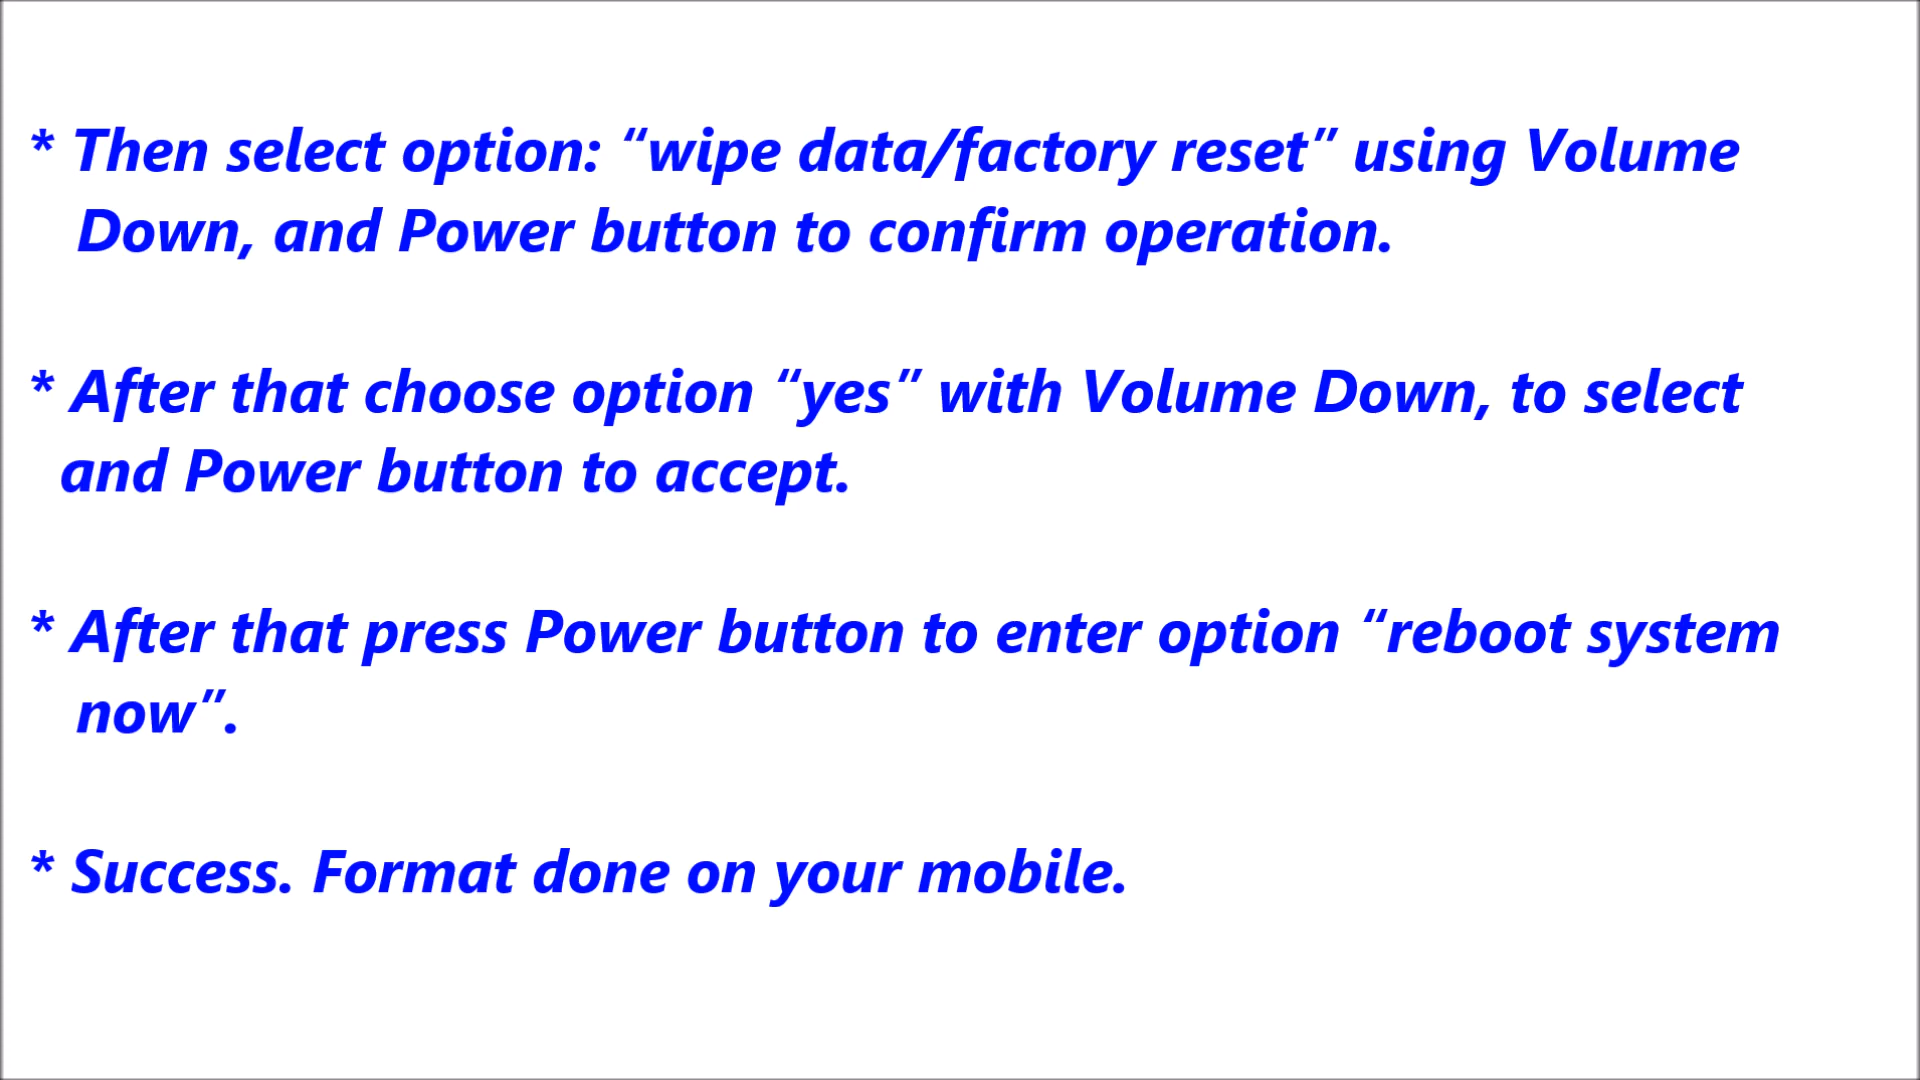 * Then select option: “wipe data/factory reset” using Volume
Down, and Power button to confirm operation.
* After that choose option “yes” with Volume Down, to select
and Power button to accept.
* After that press Power button to enter option “reboot system
now”.
* Success. Format done on your mobile.